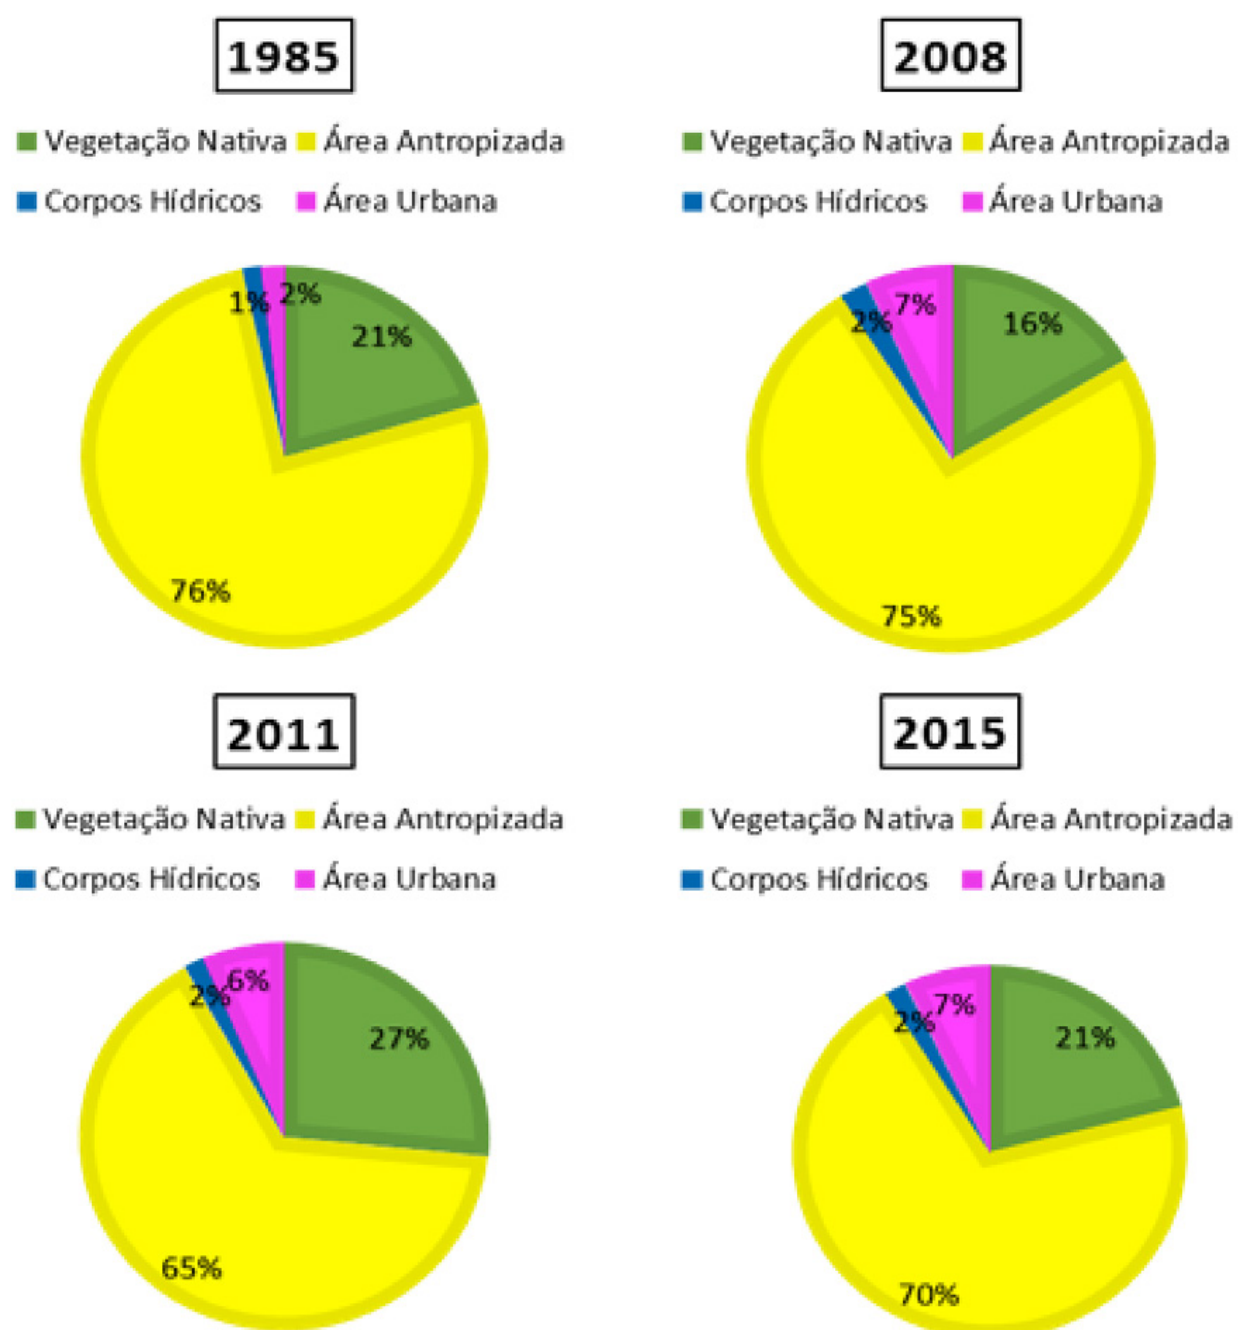 1985
Vegetação Nativa Área Antropizada
Corpos Hídricos Área Urbana
1% 2%
21%
76%
2008
Vegetação Nativa Área Antropizada
Corpos Hídricos Área Urbana
7%
2%
16%
75%
2011
Vegetação Nativa Área Antropizada
Corpos Hídricos Área Urbana
6%
2%
27%
65%
2015
Vegetação Nativa Área Antropizada
Corpos Hídricos Área Urbana
7%
2%
21%
70%